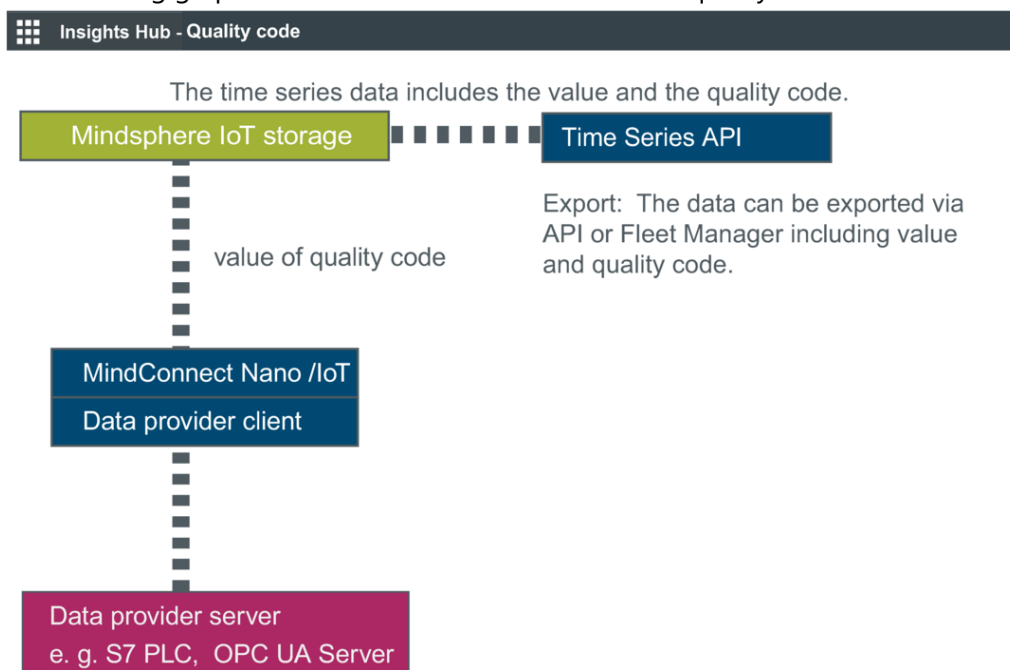 Insights Hub - Quality code
The time series data includes the value and the quality code.
Mindsphere IoT storage
Time Series API
Export: The data can be exported via
API or Fleet Manager including value
and quality code.
value of quality code
MindConnect Nano /IoT
Data provider client
Data provider server
e. g. S7 PLC, OPC UA Server